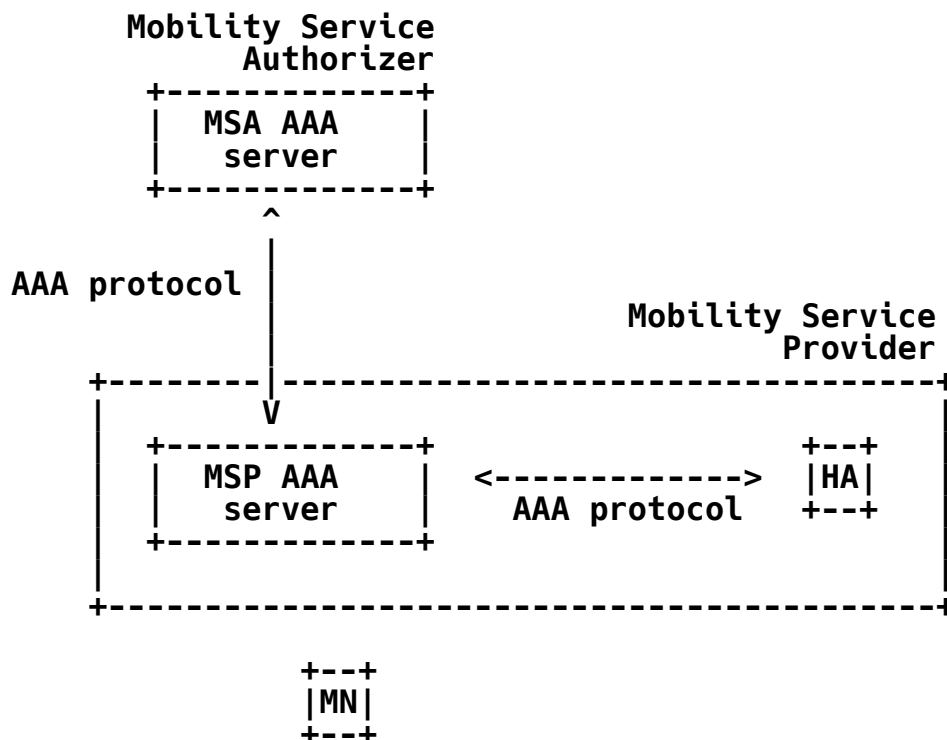 Mobility Service
Authorizer
MSA AAA
server
AAA protocol
Mobility Service
Provider
MSP AAA
server
<------------->
AAA protocol
HA
MN